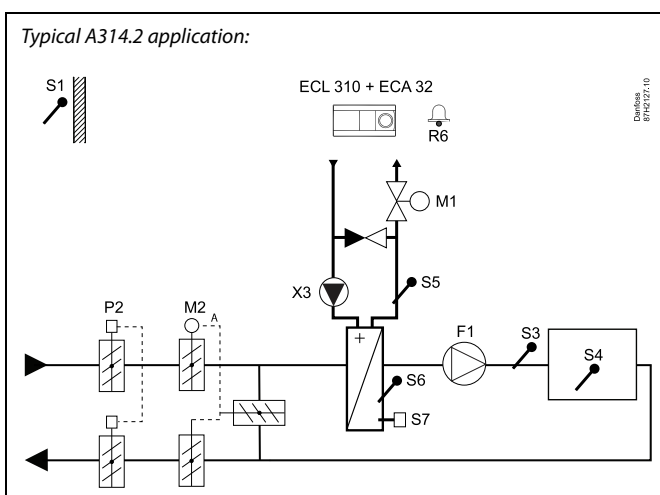 Typical A314.2 application:
S1
ECL 310 + ECA 32
R6
Danfoss
87H2127.10
M1
X3
S5
P2
M2
A
F1
S3
S4
+
S6
S7